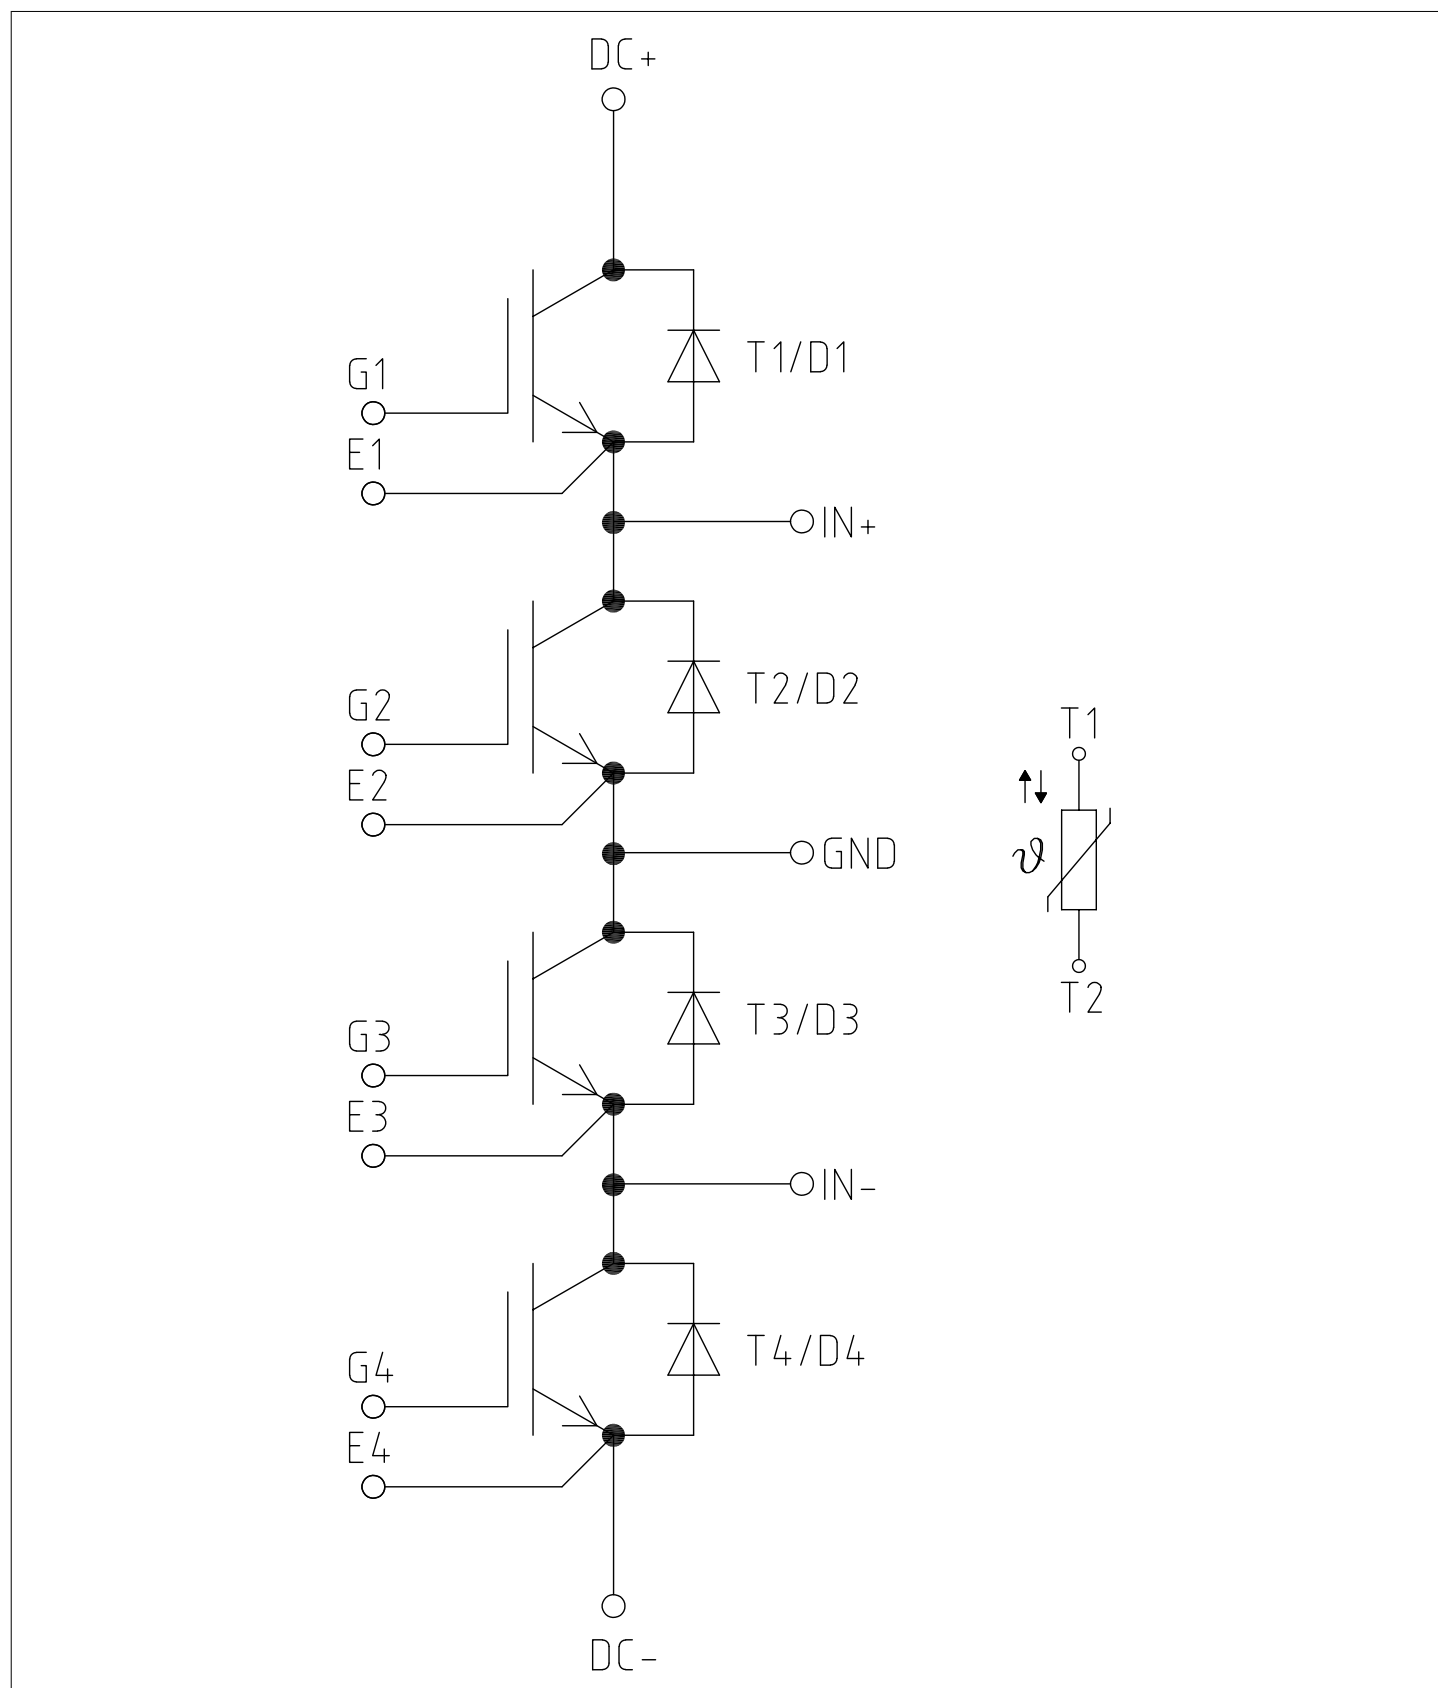 DC+
G1
T1/D1
E1
IN+
G2
T2/D2
E2
T1
GND
ϑ
T2
G3
T3/D3
E3
IN-
G4
T4/D4
E4
DC-